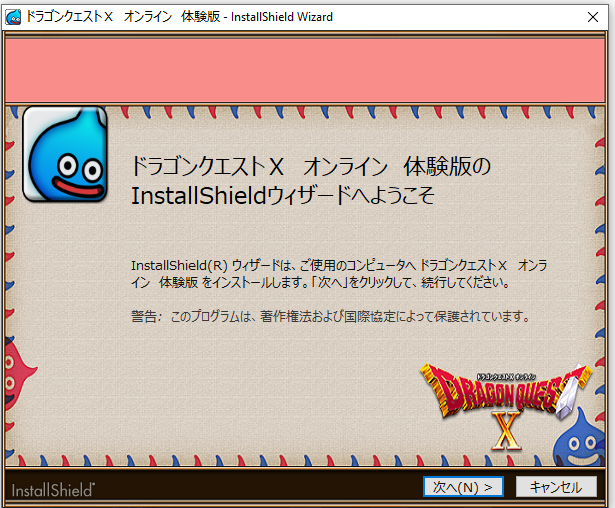 ドラゴンクエストX オンライン 体験版 - InstallShield Wizard
ドラゴンクエストX オンライン 体験版の
InstallShieldウィザードへようこそ
InstallShield(R) ウィザードは、ご使用のコンピュータへ ドラゴンクエストX オンラ
イン 体験版 をインストールします。「次へ」をクリックして、続行してください。
警告: このプログラムは、著作権法および国際協定によって保護されています。
ドラゴンクエストX オンライン
DRAGON QUEST
X
InstallShield
次へ(N) >
キャンセル